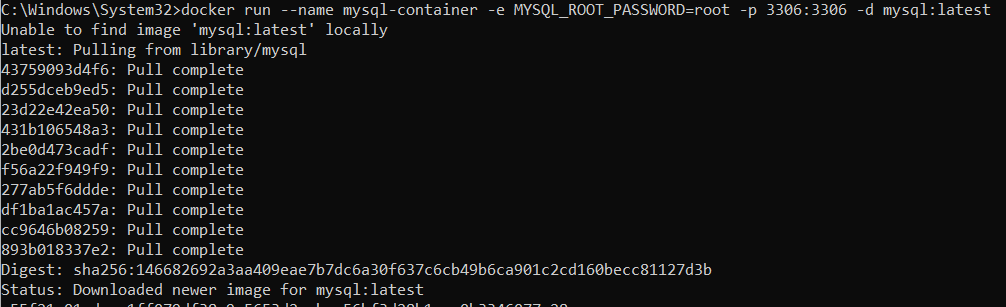 C:\Windows\System32>docker run --name mysql-container -e MYSQL_ROOT_PASSWORD=root -p 3306:3306 -d mysql:latest
Unable to find image 'mysql:latest' locally
latest: Pulling from library/mysql
43759093d4f6: Pull complete
d255dceb9ed5: Pull complete
23d22e42ea50: Pull complete
431b106548a3: Pull complete
2be0d473cadf: Pull complete
f56a22f949f9: Pull complete
277ab5f6ddde: Pull complete
df1ba1ac457a: Pull complete
cc9646b08259: Pull complete
893b018337e2: Pull complete
Digest: sha256:146682692a3aa409eae7b7dc6a30f637c6cb49b6ca901c2cd160becc81127d3b
Status: Downloaded newer image for mysql:latest